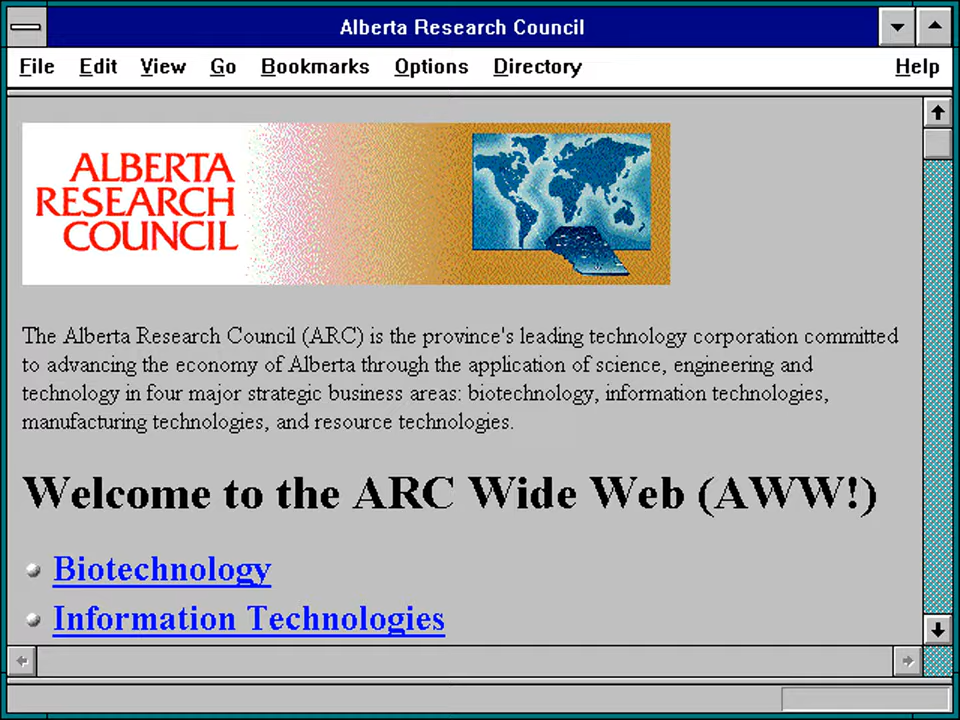 Alberta Research Council
File Edit View Go Bookmarks Options Directory Help
ALBERTA
RESEARCH
COUNCIL
The Alberta Research Council (ARC) is the province's leading technology corporation committed
to advancing the economy of Alberta through the application of science, engineering and
technology in four major strategic business areas: biotechnology, information technologies,
manufacturing technologies, and resource technologies.
Welcome to the ARC Wide Web (AWW!)
Biotechnology
Information Technologies